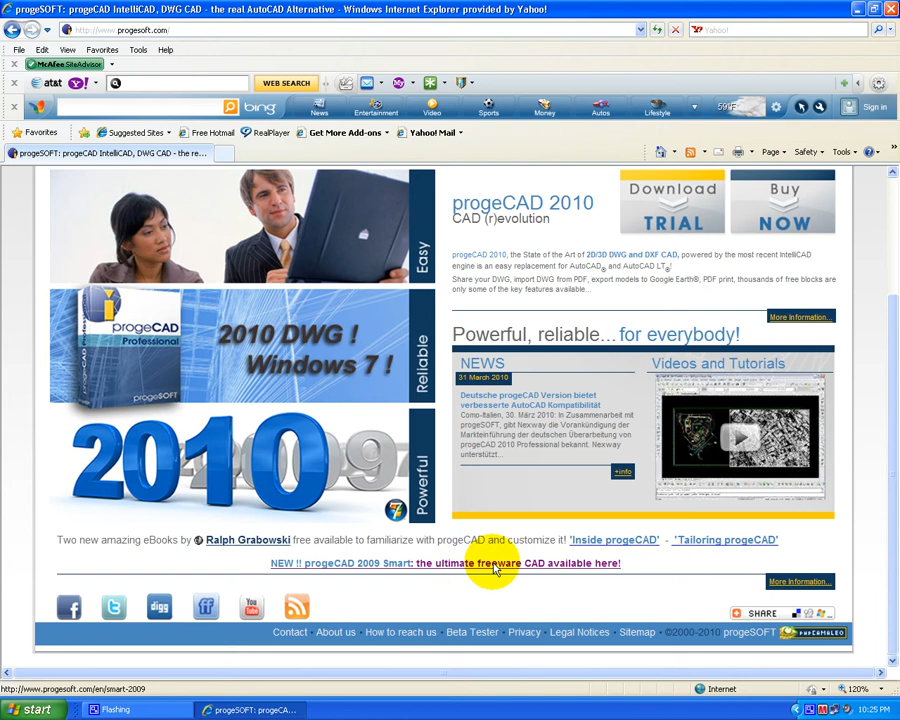 progeSOFT: progeCAD IntelliCAD, DWG CAD - the real AutoCAD Alternative - Windows Internet Explorer provided by Yahoo!
http://www.progesoft.com/
Yahoo!
File Edit View Favorites Tools Help
McAfee SiteAdvisor
at&t Y! WEB SEARCH
bing News Entertainment Video Sports Money Autos Lifestyle 59°F Sign in
Favorites Suggested Sites Free Hotmail RealPlayer Get More Add-ons Yahoo! Mail
progeSOFT: progeCAD IntelliCAD, DWG CAD - the re...
Page Safety Tools
Easy
progeCAD 2010
CAD (r)evolution
Download TRIAL
Buy NOW
progeCAD 2010, the State of the Art of 2D/3D DWG and DXF CAD, powered by the most recent IntelliCAD
engine is an easy replacement for AutoCAD® and AutoCAD LT®!
Share your DWG, import DWG from PDF, export models to Google Earth®, PDF print, thousands of free blocks are
only some of the key features available...
More Information...
progeCAD
Professional
progeSOFT
2010 DWG !
Windows 7 !
Reliable
Powerful, reliable...for everybody!
NEWS
31 March 2010
Deutsche progeCAD Version bietet
verbesserte AutoCAD Kompatibilität
Como-Italien, 30. März 2010: In Zusammenarbeit mit
progeSOFT, gibt Nexway die Vorankündigung der
Markteinführung der deutschen Überarbeitung von
progeCAD 2010 Professional bekannt. Nexway
unterstützt...
+info
Videos and Tutorials
2010
Powerful
Two new amazing eBooks by Ralph Grabowski free available to familiarize with progeCAD and customize it! 'Inside progeCAD' - 'Tailoring progeCAD'
NEW !! progeCAD 2009 Smart: the ultimate freeware CAD available here!
More Information...
digg
You Tube
SHARE
Contact · About us · How to reach us · Beta Tester · Privacy · Legal Notices · Sitemap · ©2000-2010 progeSOFT
http://www.progesoft.com/en/smart-2009
Internet
120%
start
Flashing
progeSOFT: progeCA...
10:25 PM